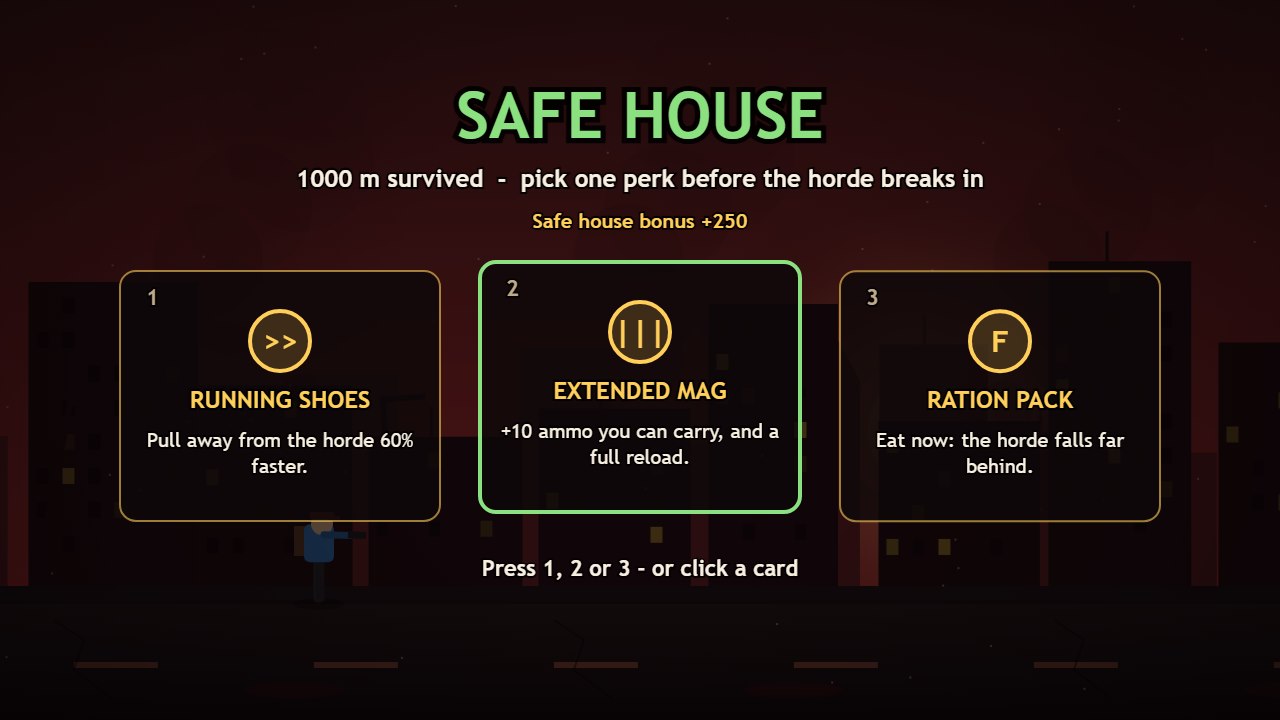 SAFE HOUSE
1000 m survived - pick one perk before the horde breaks in
Safe house bonus +250
1
>>
RUNNING SHOES
Pull away from the horde 60%
faster.
2
|||
EXTENDED MAG
+10 ammo you can carry, and a
full reload.
3
F
RATION PACK
Eat now: the horde falls far
behind.
Press 1, 2 or 3 - or click a card